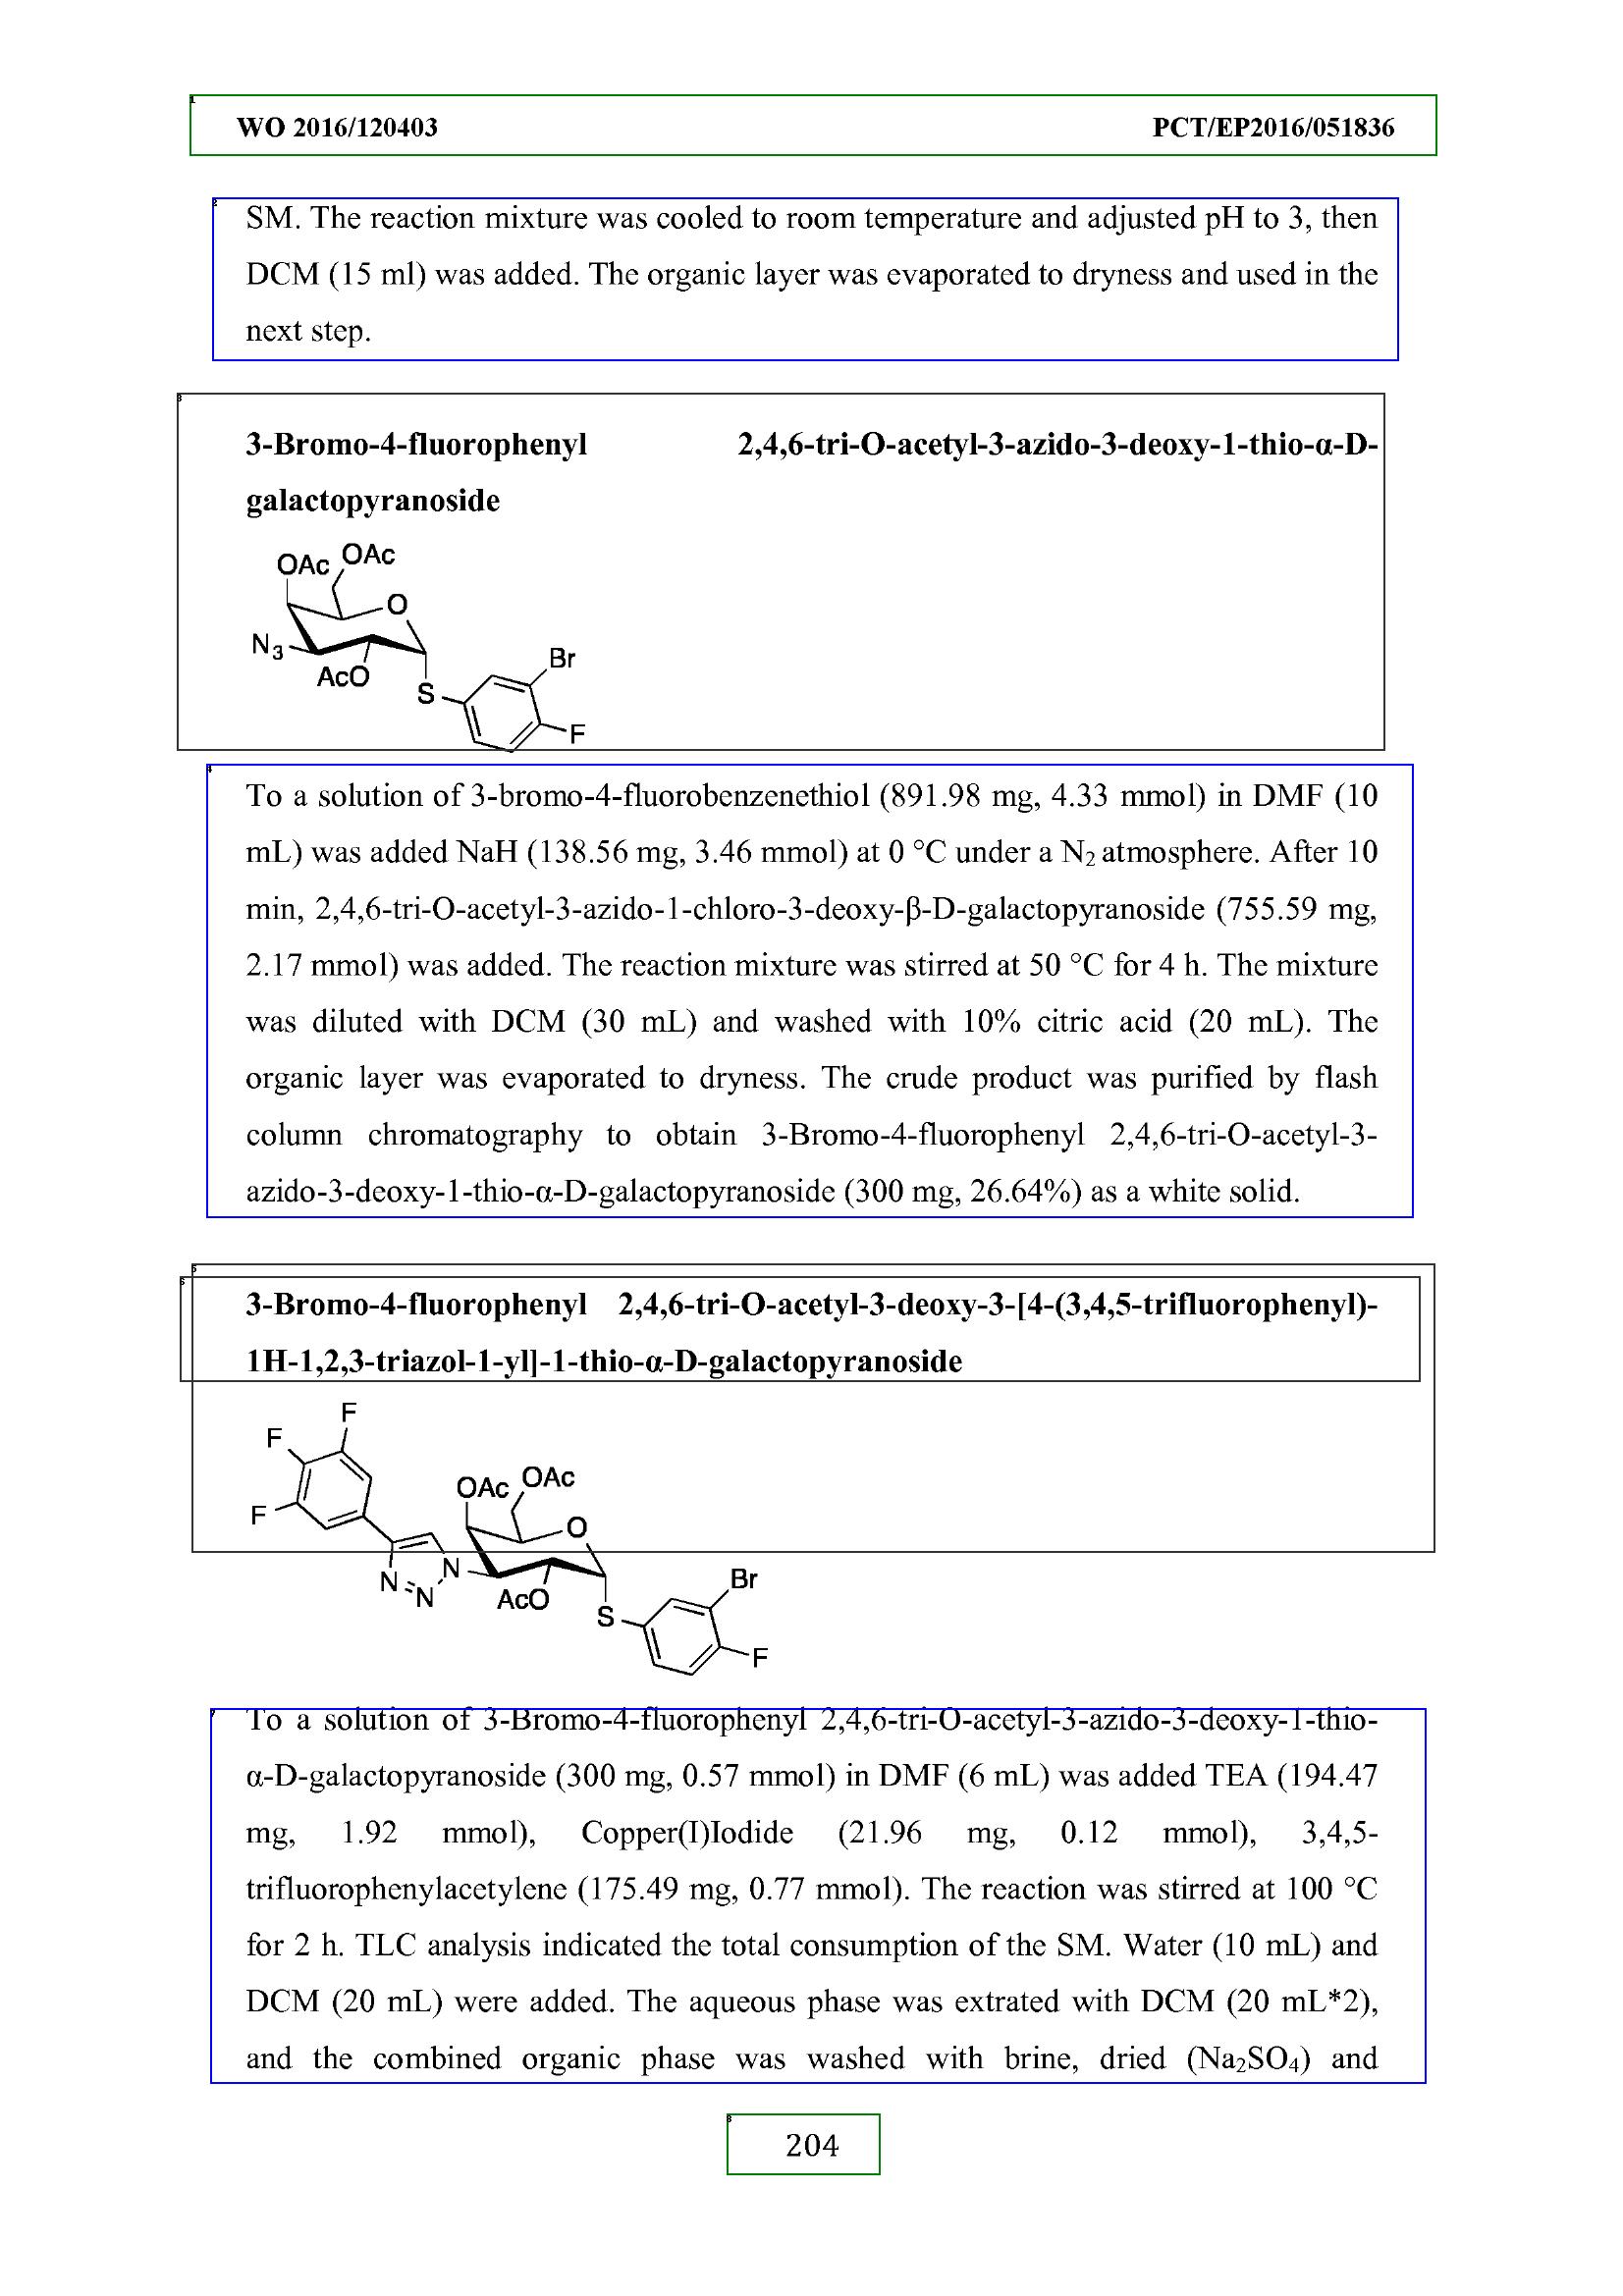 WO 2016/120403 PCT/EP2016/051836
SM. The reaction mixture was cooled to room temperature and adjusted pH to 3, then
DCM (15 ml) was added. The organic layer was evaporated to dryness and used in the
next step.
3-Bromo-4-fluorophenyl 2,4,6-tri-O-acetyl-3-azido-3-deoxy-1-thio-α-D-
galactopyranoside
OAc OAc
O
N3
AcO
Br
S
F
To a solution of 3-bromo-4-fluorobenzenethiol (891.98 mg, 4.33 mmol) in DMF (10
mL) was added NaH (138.56 mg, 3.46 mmol) at 0 °C under a N₂ atmosphere. After 10
min, 2,4,6-tri-O-acetyl-3-azido-1-chloro-3-deoxy-β-D-galactopyranoside (755.59 mg,
2.17 mmol) was added. The reaction mixture was stirred at 50 °C for 4 h. The mixture
was diluted with DCM (30 mL) and washed with 10% citric acid (20 mL). The
organic layer was evaporated to dryness. The crude product was purified by flash
column chromatography to obtain 3-Bromo-4-fluorophenyl 2,4,6-tri-O-acetyl-3-
azido-3-deoxy-1-thio-α-D-galactopyranoside (300 mg, 26.64%) as a white solid.
3-Bromo-4-fluorophenyl 2,4,6-tri-O-acetyl-3-deoxy-3-[4-(3,4,5-trifluorophenyl)-
1H-1,2,3-triazol-1-yl]-1-thio-α-D-galactopyranoside
F
F
OAc OAc
F
O
N N N
AcO
Br
S
F
To a solution of 3-Bromo-4-fluorophenyl 2,4,6-tri-O-acetyl-3-azido-3-deoxy-1-thio-
α-D-galactopyranoside (300 mg, 0.57 mmol) in DMF (6 mL) was added TEA (194.47
mg, 1.92 mmol), Copper(I)Iodide (21.96 mg, 0.12 mmol), 3,4,5-
trifluorophenylacetylene (175.49 mg, 0.77 mmol). The reaction was stirred at 100 °C
for 2 h. TLC analysis indicated the total consumption of the SM. Water (10 mL) and
DCM (20 mL) were added. The aqueous phase was extrated with DCM (20 mL*2),
and the combined organic phase was washed with brine, dried (Na₂SO₄) and
204